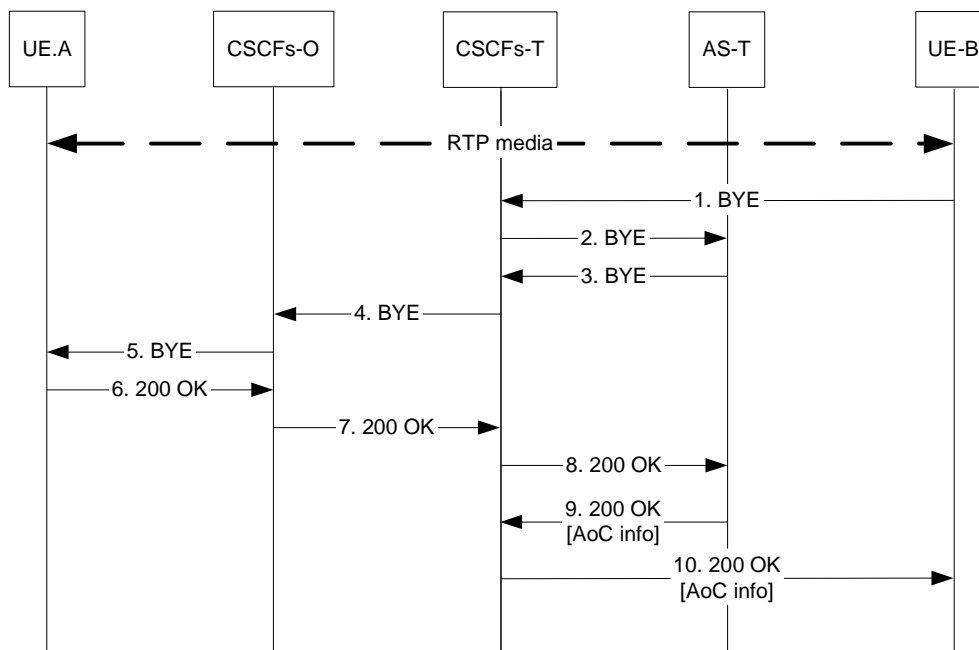 UE.A
CSCFs-O
CSCFs-T
AS-T
UE-B
RTP media
1. BYE
2. BYE
3. BYE
4. BYE
5. BYE
6. 200 OK
7. 200 OK
8. 200 OK
9. 200 OK
[AoC info]
10. 200 OK
[AoC info]